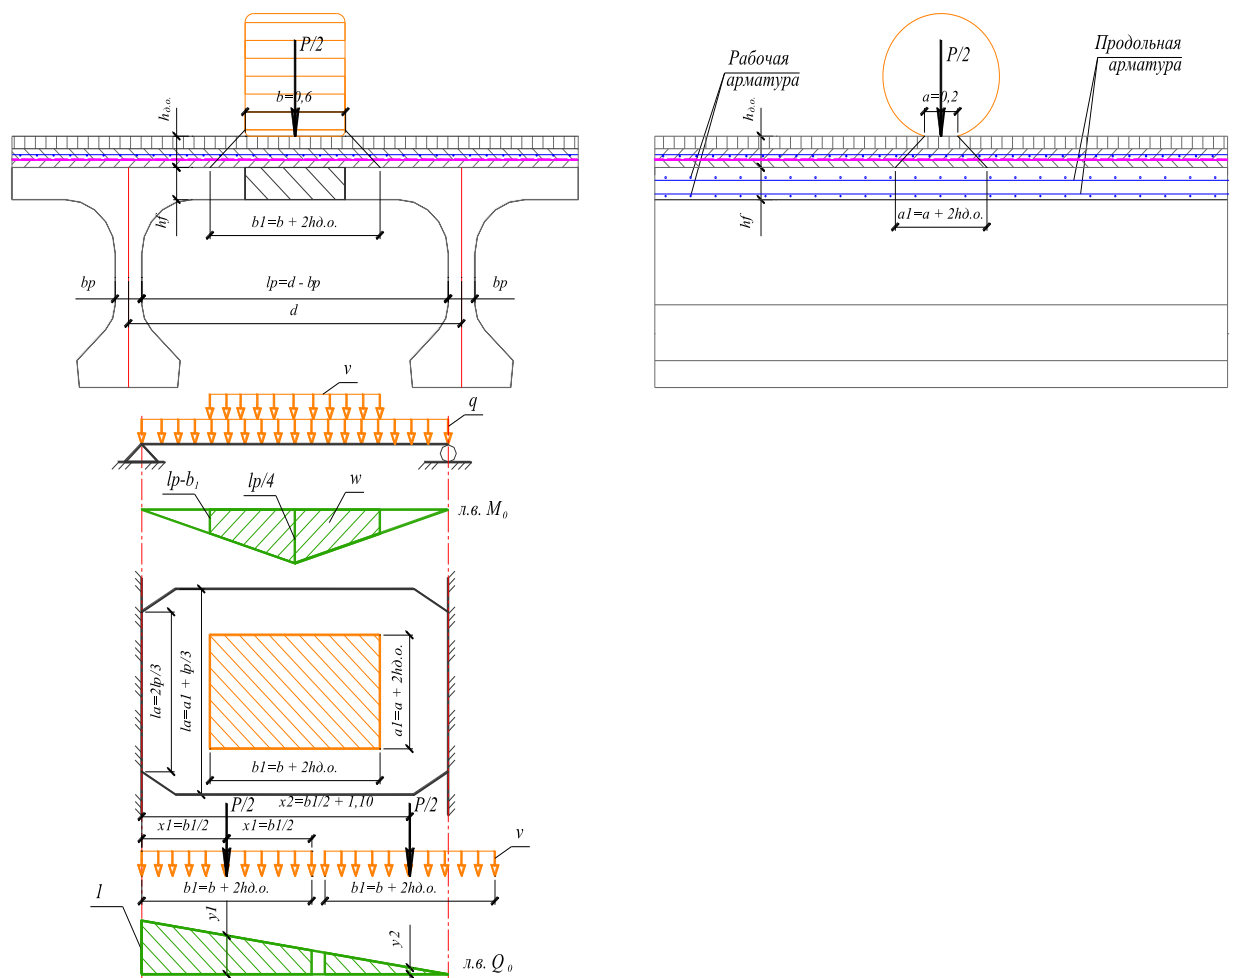 P/2
b=0,6
hд.о.
hf
b1=b + 2hд.о.
bp
lp=d - bp
bp
d
Рабочая
арматура
P/2
Продольная
арматура
a=0,2
hд.о.
hf
a1=a + 2hд.о.
v
q
lp-b1
lp/4
w
л.в. M0
la=2lp/3
la=a1 + lp/3
a1=a + 2hд.о.
b1=b + 2hд.о.
x2=b1/2 + 1,10
P/2
P/2
x1=b1/2
x1=b1/2
v
b1=b + 2hд.о.
b1=b + 2hд.о.
1
y1
y2
л.в. Q0